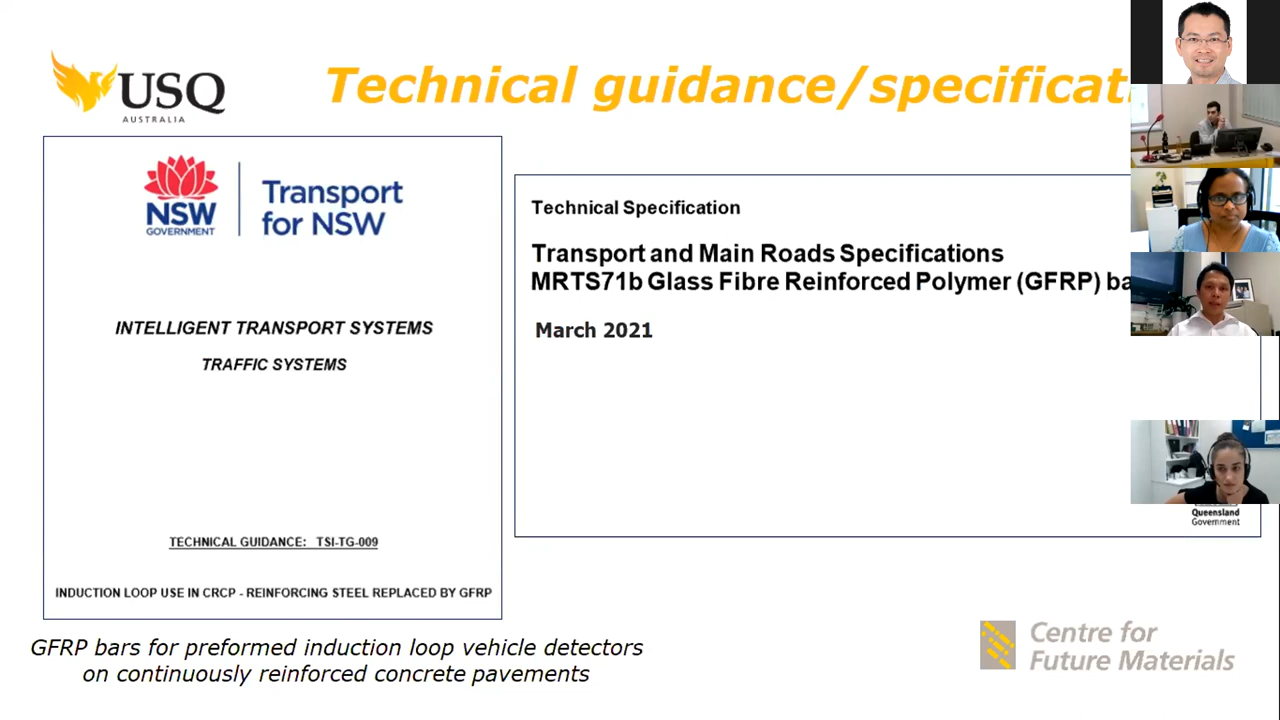 USQ
AUSTRALIA
Technical guidance/specificati
NSW
GOVERNMENT
Transport
for NSW
INTELLIGENT TRANSPORT SYSTEMS
TRAFFIC SYSTEMS
TECHNICAL GUIDANCE: TSI-TG-009
INDUCTION LOOP USE IN CRCP - REINFORCING STEEL REPLACED BY GFRP
Technical Specification
Transport and Main Roads Specifications
MRTS71b Glass Fibre Reinforced Polymer (GFRP) ba
March 2021
Queensland
Government
GFRP bars for preformed induction loop vehicle detectors
on continuously reinforced concrete pavements
Centre for
Future Materials